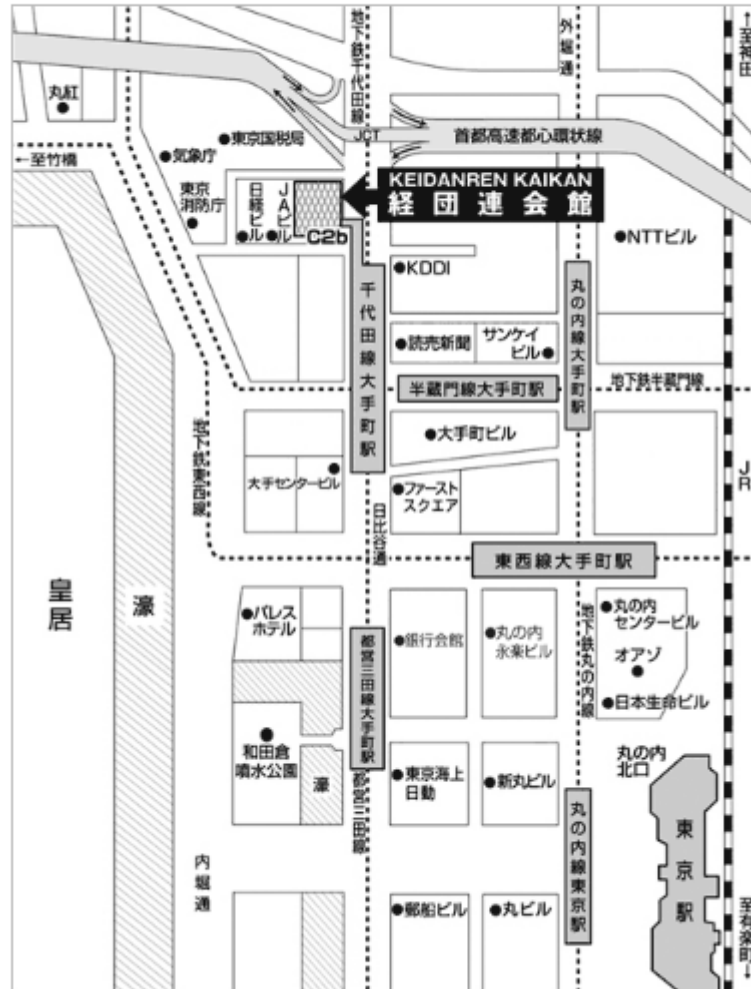 地下鉄千代田線
外堀通
←至神田
丸紅
東京国税局
気象庁
JCT
首都高速都心環状線
←至竹橋
KEIDANREN KAIKAN
経団連会館
東京
消防庁
日経ビル
JAビル
C2b
NTTビル
KDDI
千代田線大手町駅
丸の内線大手町駅
読売新聞
サンケイ
ビル
半蔵門線大手町駅
地下鉄半蔵門線
大手町ビル
地下鉄東西線
大手センタービル
JR
ファースト
スクエア
日比谷通
東西線大手町駅
皇居
濠
パレス
ホテル
都営三田線大手町駅
銀行会館
丸の内
永楽ビル
地下鉄丸の内線
丸の内
センタービル
オアゾ
日本生命ビル
和田倉
噴水公園
濠
都営三田線
東京海上
日動
新丸ビル
丸の内
北口
丸の内線東京駅
東京駅
内堀通
郵船ビル
丸ビル
至有楽町→